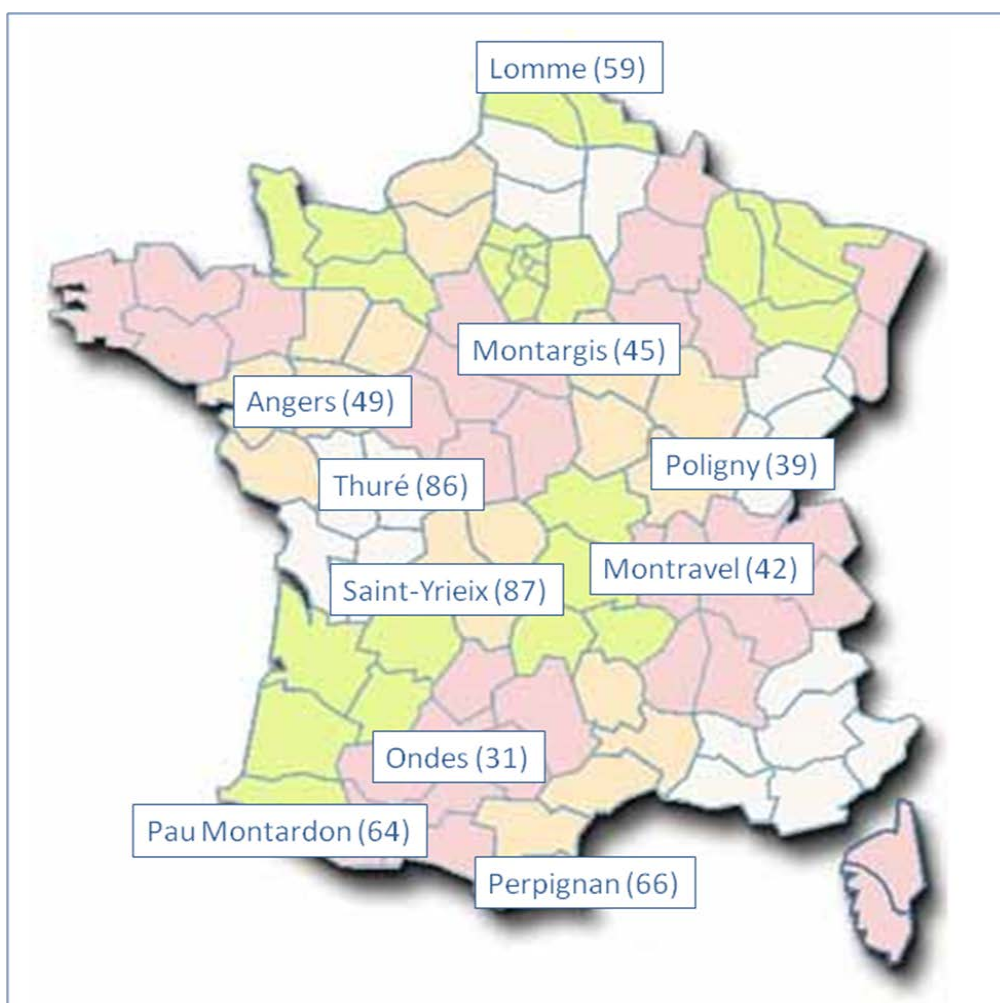 Lomme (59)
Montargis (45)
Angers (49)
Poligny (39)
Thuré (86)
Montravel (42)
Saint-Yrieix (87)
Ondes (31)
Pau Montardon (64)
Perpignan (66)